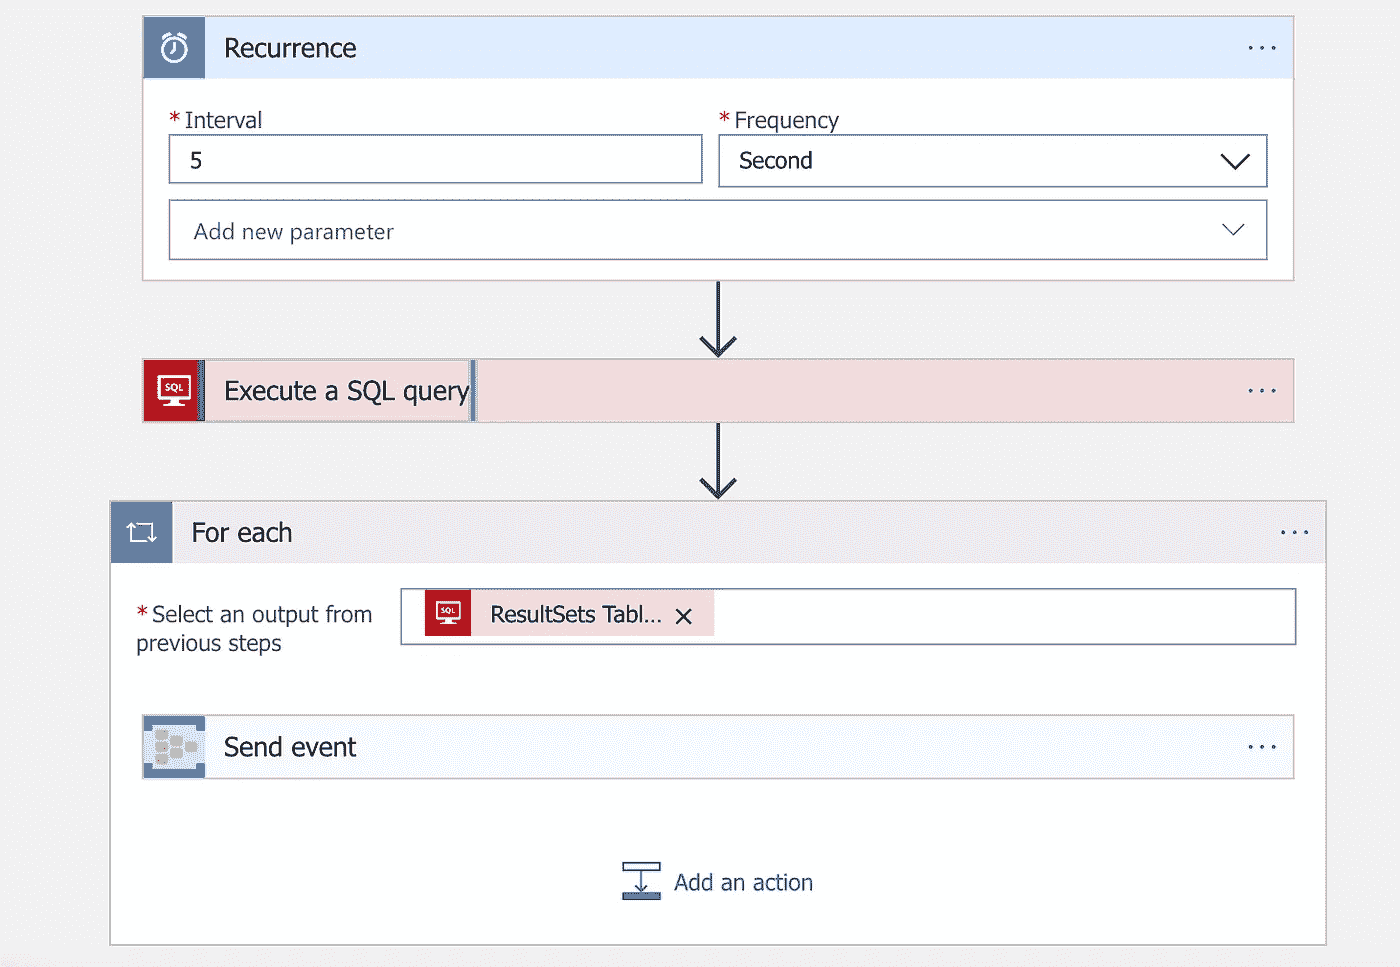 Recurrence
* Interval
* Frequency
5
Second
Add new parameter
SQL
Execute a SQL query
For each
* Select an output from
previous steps
SQL
ResultSets Tabl...
Send event
Add an action